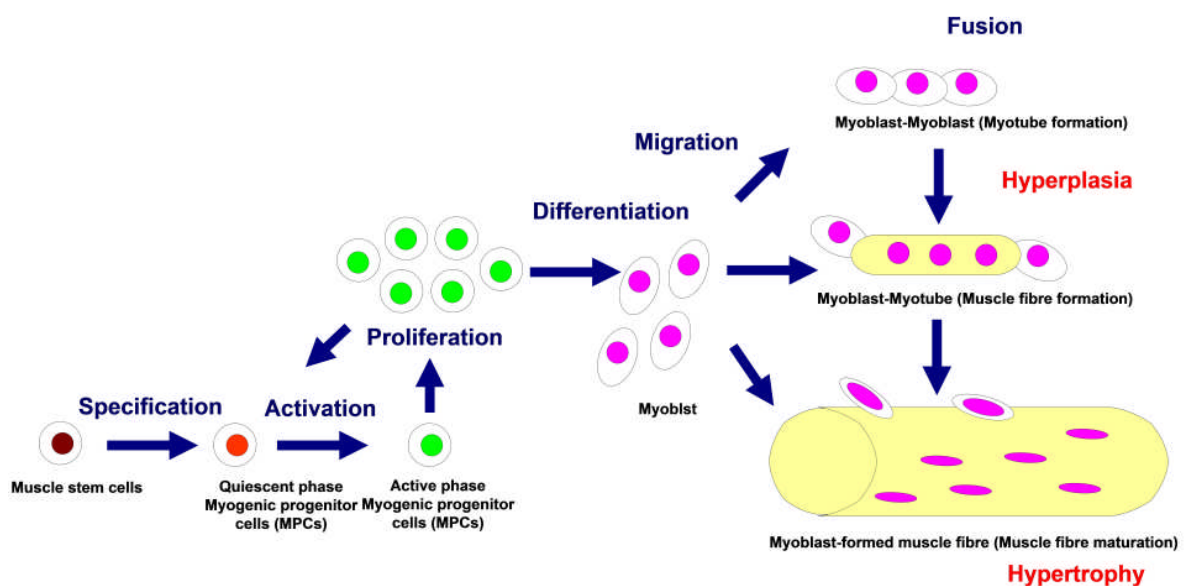 Fusion
Myoblast-Myoblast (Myotube formation)
Migration
Hyperplasia
Differentiation
Myoblast-Myotube (Muscle fibre formation)
Proliferation
Myoblst
Specification
Activation
Muscle stem cells
Quiescent phase
Myogenic progenitor
cells (MPCs)
Active phase
Myogenic progenitor
cells (MPCs)
Myoblast-formed muscle fibre (Muscle fibre maturation)
Hypertrophy